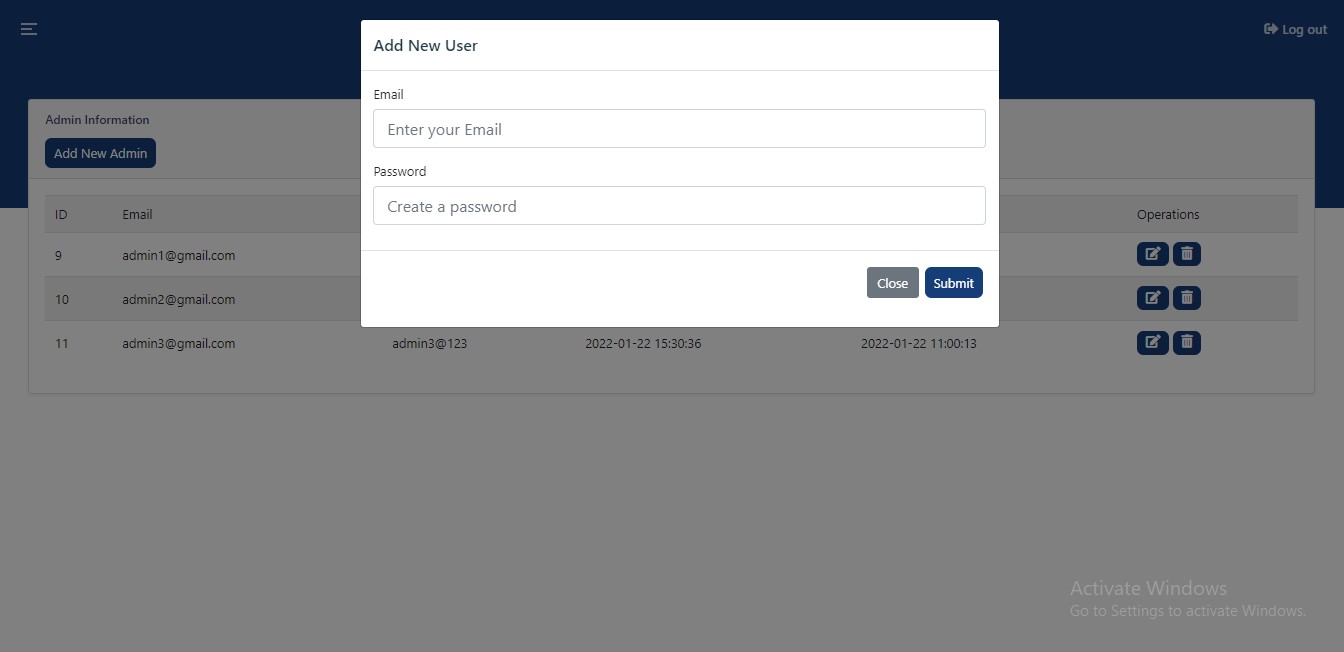 Log out
Admin Information
Add New Admin
ID Email Operations
9 admin1@gmail.com
10 admin2@gmail.com
11 admin3@gmail.com admin3@123 2022-01-22 15:30:36 2022-01-22 11:00:13
Add New User
Email
Enter your Email
Password
Create a password
Close Submit
Activate Windows
Go to Settings to activate Windows.